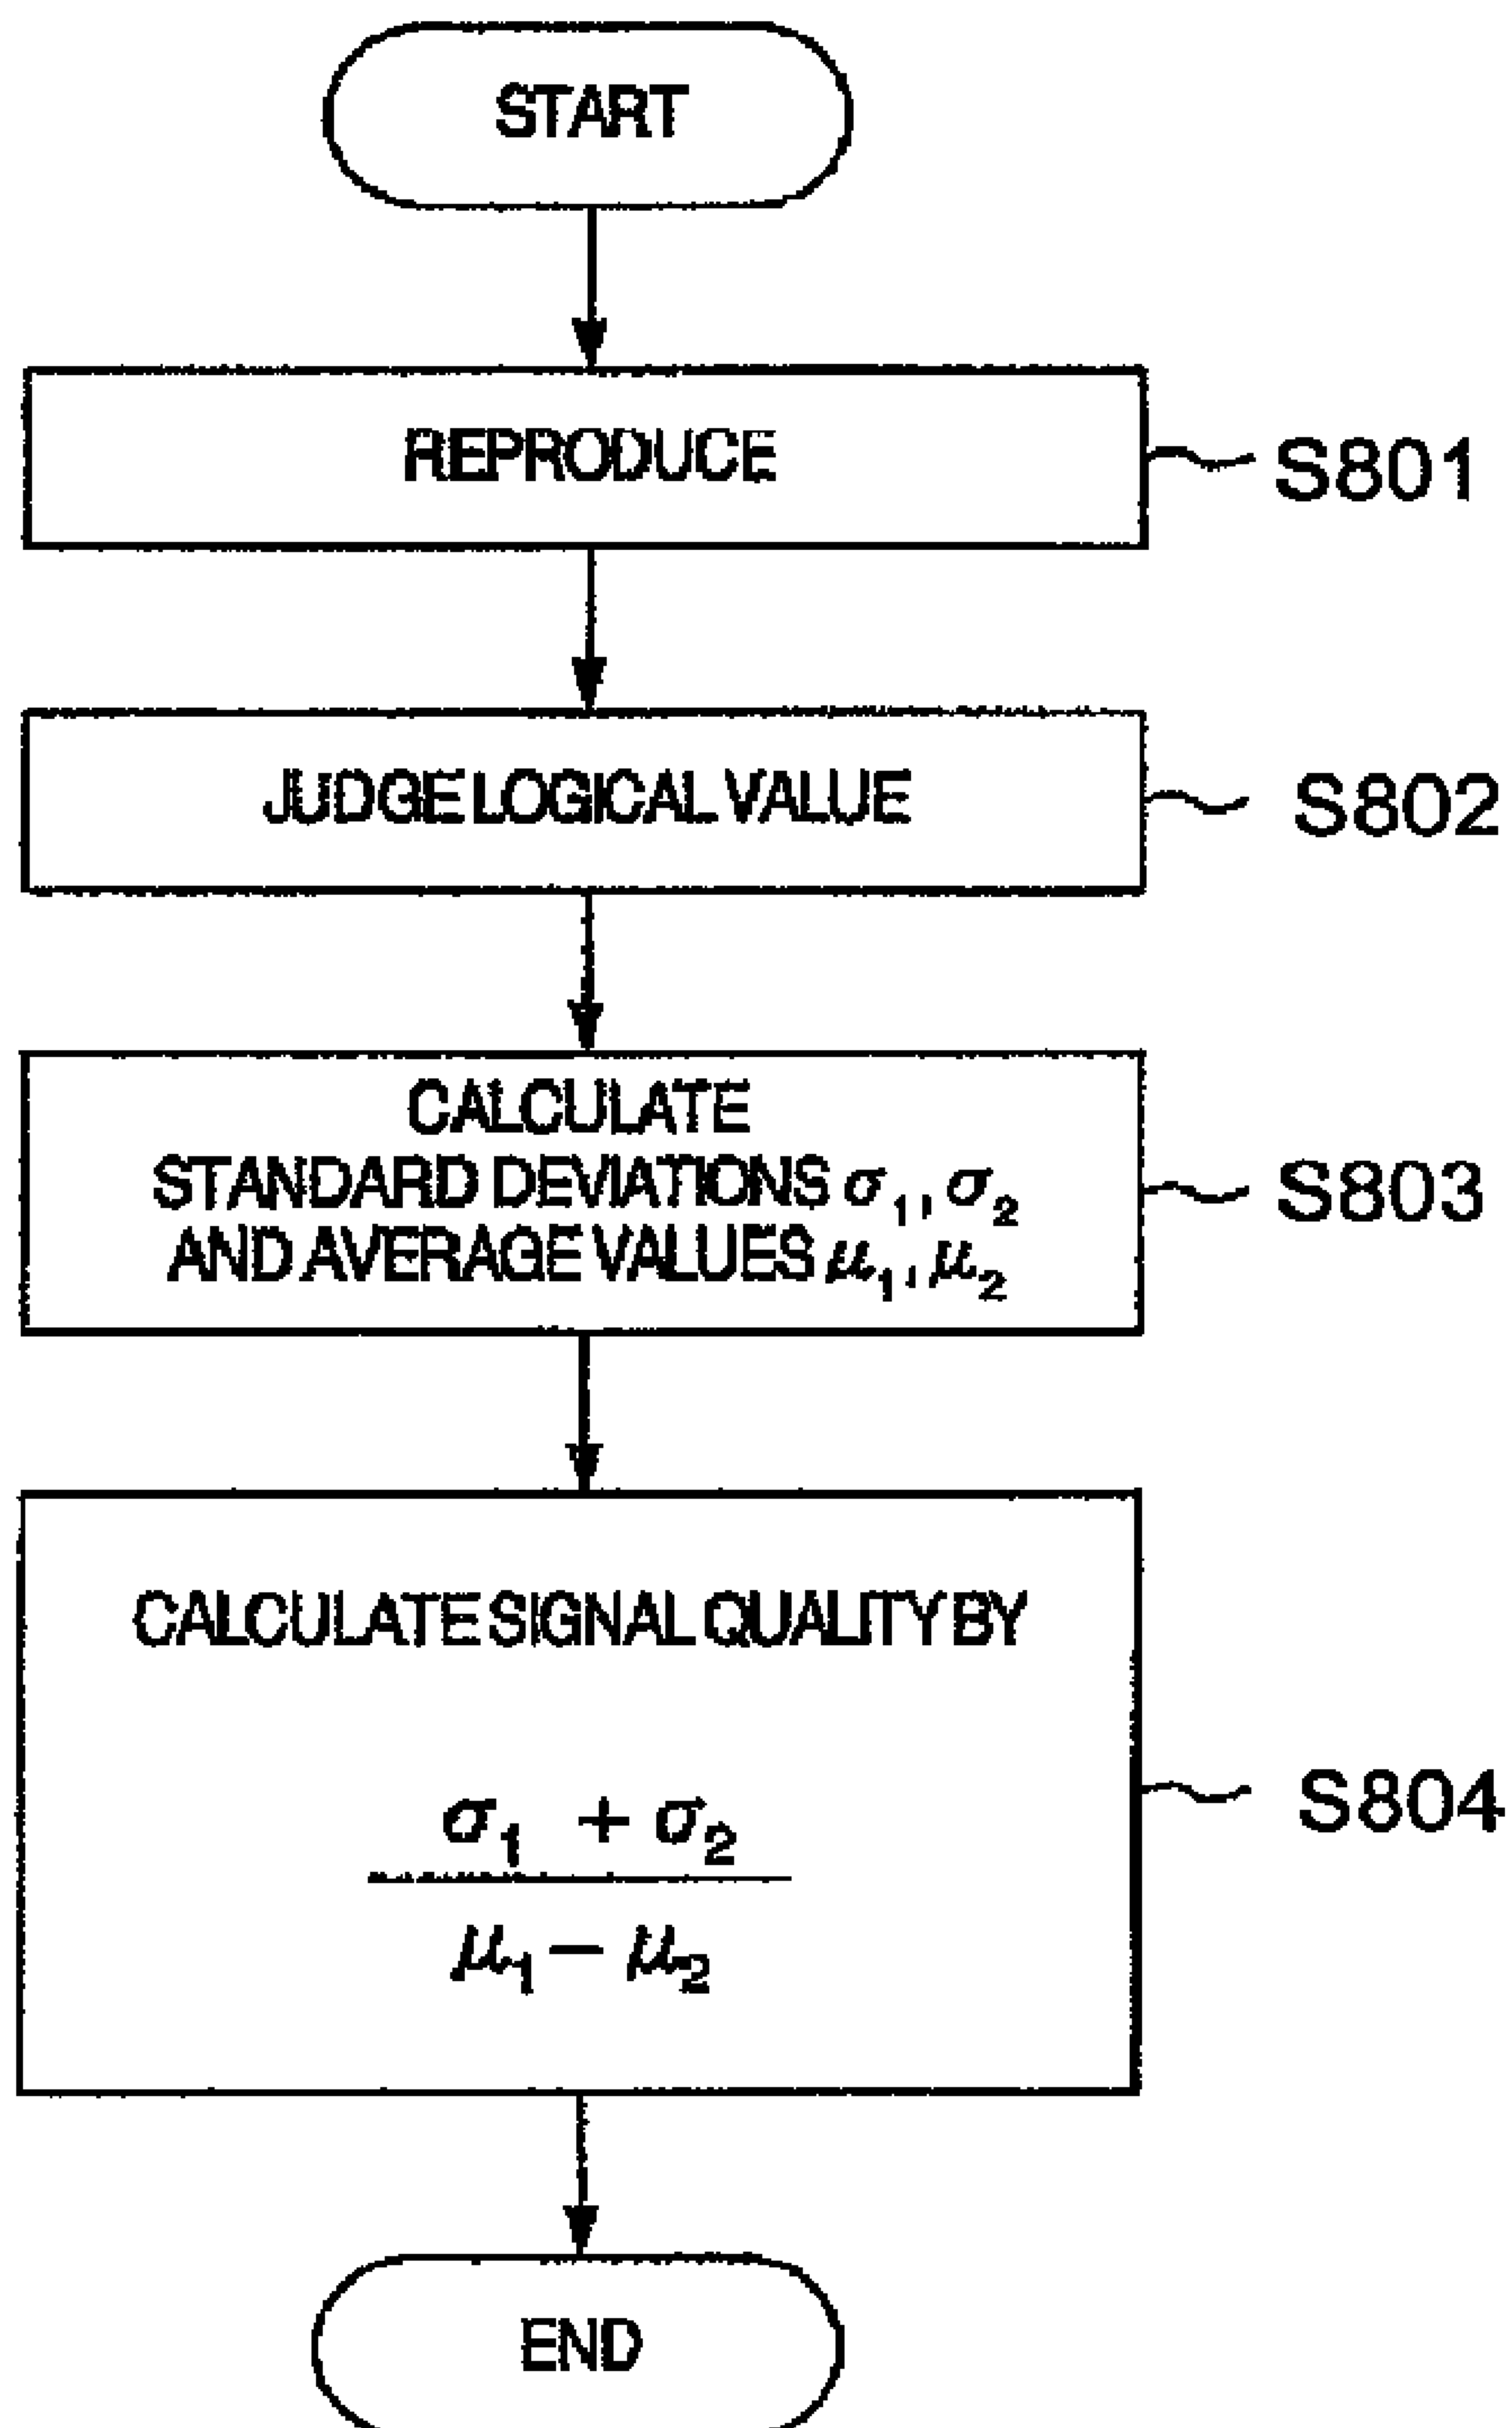 START
REPRODUCE
S801
JUDGE LOGICAL VALUE
S802
CALCULATE
STANDARD DEVIATIONS σ₁, σ₂
AND AVERAGE VALUES μ₁, μ₂
S803
CALCULATE SIGNAL QUALITY BY
σ₁ + σ₂
μ₁ − μ₂
S804
END